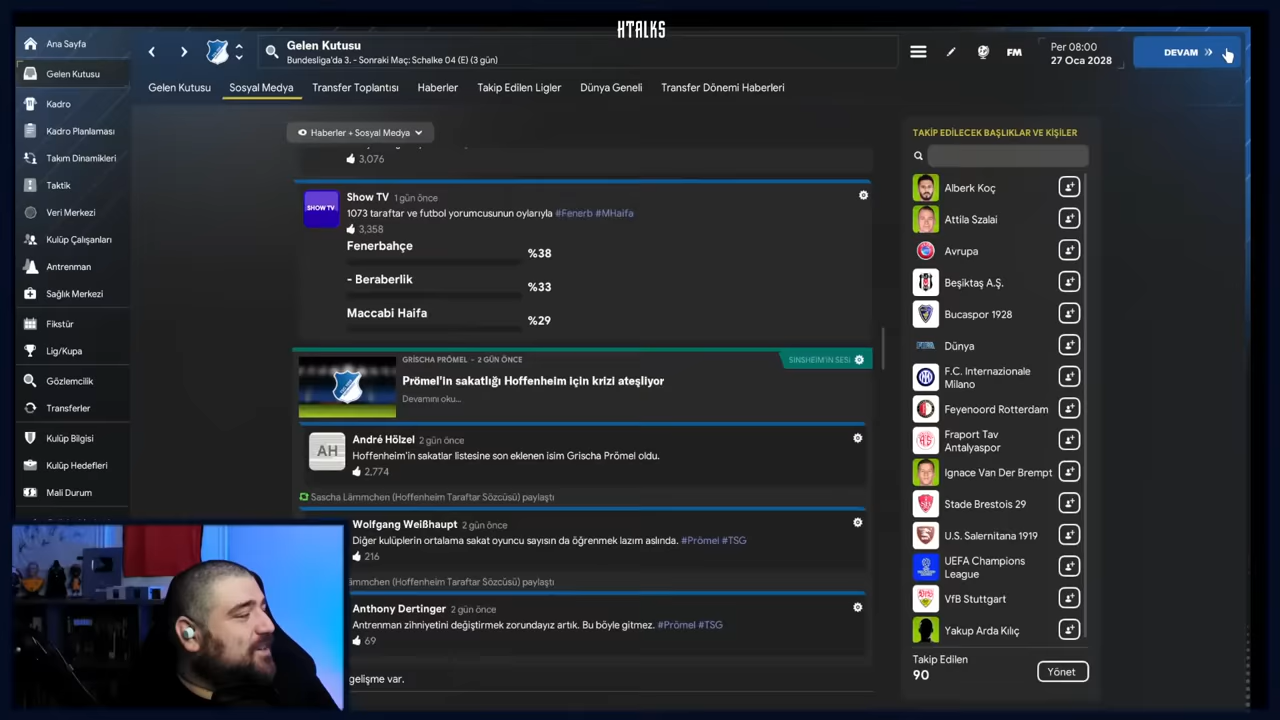 HTALKS
Ana Sayfa
Gelen Kutusu
Kadro
Kadro Planlaması
Takım Dinamikleri
Taktik
Veri Merkezi
Kulüp Çalışanları
Antrenman
Sağlık Merkezi
Fikstür
Lig/Kupa
Gözlemcilik
Transferler
Kulüp Bilgisi
Kulüp Hedefleri
Mali Durum
Gelen Kutusu
Bundesliga'da 3. - Sonraki Maç: Schalke 04 (E) (3 gün)
FM
Per 08:00
27 Oca 2028
DEVAM
Gelen Kutusu Sosyal Medya Transfer Toplantısı Haberler Takip Edilen Ligler Dünya Geneli Transfer Dönemi Haberleri
Haberler + Sosyal Medya
3,076
SHOW TV
Show TV 1 gün önce
1073 taraftar ve futbol yorumcusunun oylarıyla #Fenerb #MHaifa
3,358
Fenerbahçe %38
- Beraberlik %33
Maccabi Haifa %29
GRİSCHA PRÖMEL - 2 GÜN ÖNCE
SINSHEIM'IN SESİ
Prömel'in sakatlığı Hoffenheim için krizi ateşliyor
Devamını oku...
AH
André Hölzel 2 gün önce
Hoffenheim'in sakatlar listesine son eklenen isim Grischa Prömel oldu.
2,774
Sascha Lämmchen (Hoffenheim Taraftar Sözcüsü) paylaştı
Wolfgang Weißhaupt 2 gün önce
Diğer kulüplerin ortalama sakat oyuncu sayısın da öğrenmek lazım aslında. #Prömel #TSG
216
ämmchen (Hoffenheim Taraftar Sözcüsü) paylaştı
Anthony Dertinger 2 gün önce
Antrenman zihniyetini değiştirmek zorundayız artık. Bu böyle gitmez. #Prömel #TSG
69
gelişme var.
TAKİP EDİLECEK BAŞLIKLAR VE KİŞİLER
Alberk Koç
Attila Szalai
Avrupa
Beşiktaş A.Ş.
Bucaspor 1928
FIFA
Dünya
F.C. Internazionale
Milano
Feyenoord Rotterdam
Fraport Tav
Antalyaspor
Ignace Van Der Brempt
Stade Brestois 29
U.S. Salernitana 1919
UEFA Champions
League
VfB Stuttgart
Yakup Arda Kılıç
Takip Edilen
90
Yönet